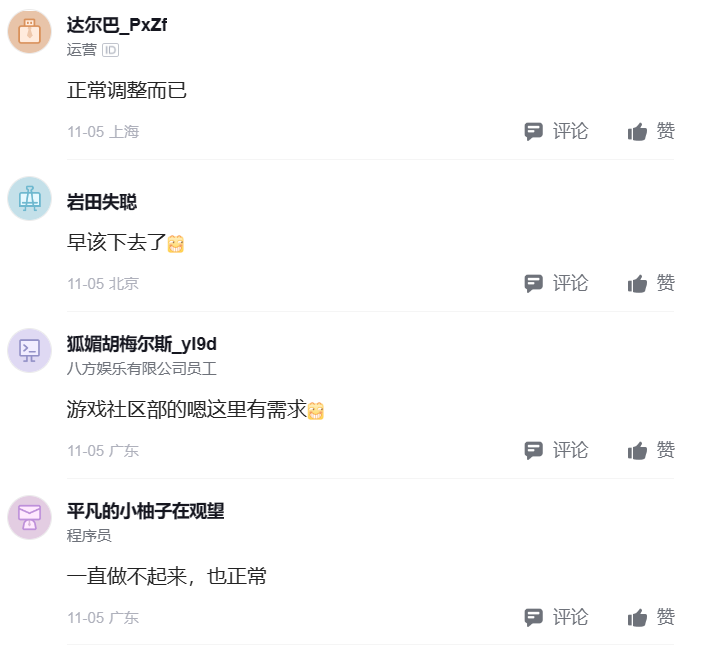 达尔巴_PxZf
运营 ID
正常调整而已
11-05 上海 评论 赞
岩田失聪
早该下去了
11-05 北京 评论 赞
狐媚胡梅尔斯_yl9d
八方娱乐有限公司员工
游戏社区部的嗯这里有需求
11-05 广东 评论 赞
平凡的小柚子在观望
程序员
一直做不起来，也正常
11-05 广东 评论 赞